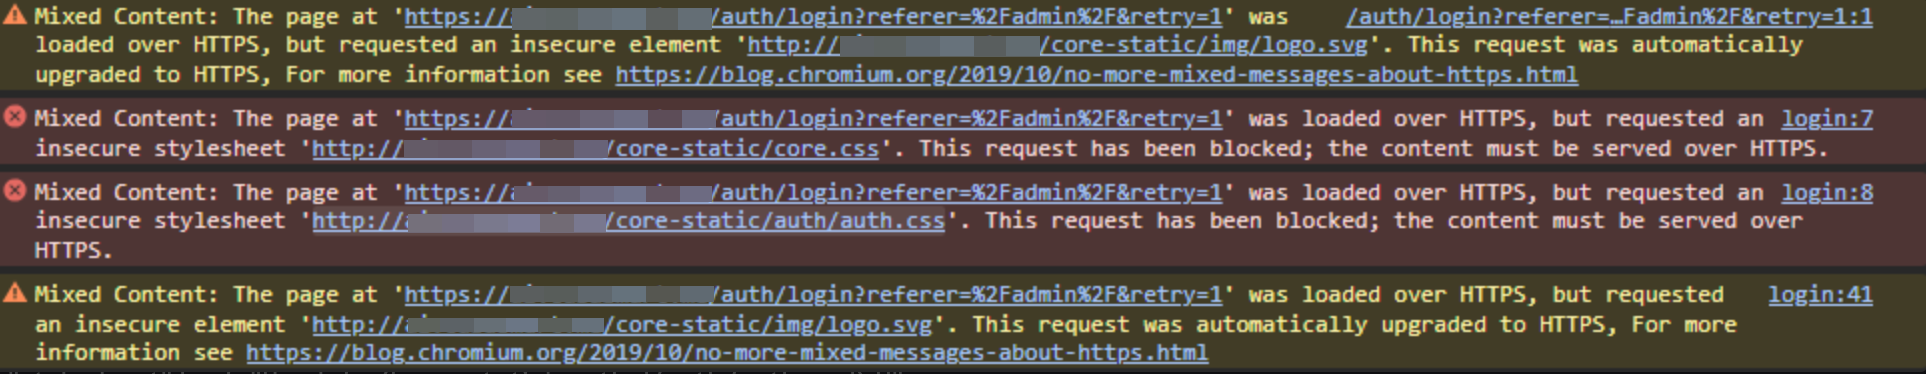 Mixed Content: The page at 'https:// /auth/login?referer=%2Fadmin%2F&retry=1' was /auth/login?referer=…Fadmin%2F&retry=1:1
loaded over HTTPS, but requested an insecure element 'http:// /core-static/img/logo.svg'. This request was automatically
upgraded to HTTPS, For more information see https://blog.chromium.org/2019/10/no-more-mixed-messages-about-https.html
Mixed Content: The page at 'https:// /auth/login?referer=%2Fadmin%2F&retry=1' was loaded over HTTPS, but requested an login:7
insecure stylesheet 'http:// /core-static/core.css'. This request has been blocked; the content must be served over HTTPS.
Mixed Content: The page at 'https:// /auth/login?referer=%2Fadmin%2F&retry=1' was loaded over HTTPS, but requested an login:8
insecure stylesheet 'http:// /core-static/auth/auth.css'. This request has been blocked; the content must be served over
HTTPS.
Mixed Content: The page at 'https:// /auth/login?referer=%2Fadmin%2F&retry=1' was loaded over HTTPS, but requested login:41
an insecure element 'http:// /core-static/img/logo.svg'. This request was automatically upgraded to HTTPS, For more
information see https://blog.chromium.org/2019/10/no-more-mixed-messages-about-https.html